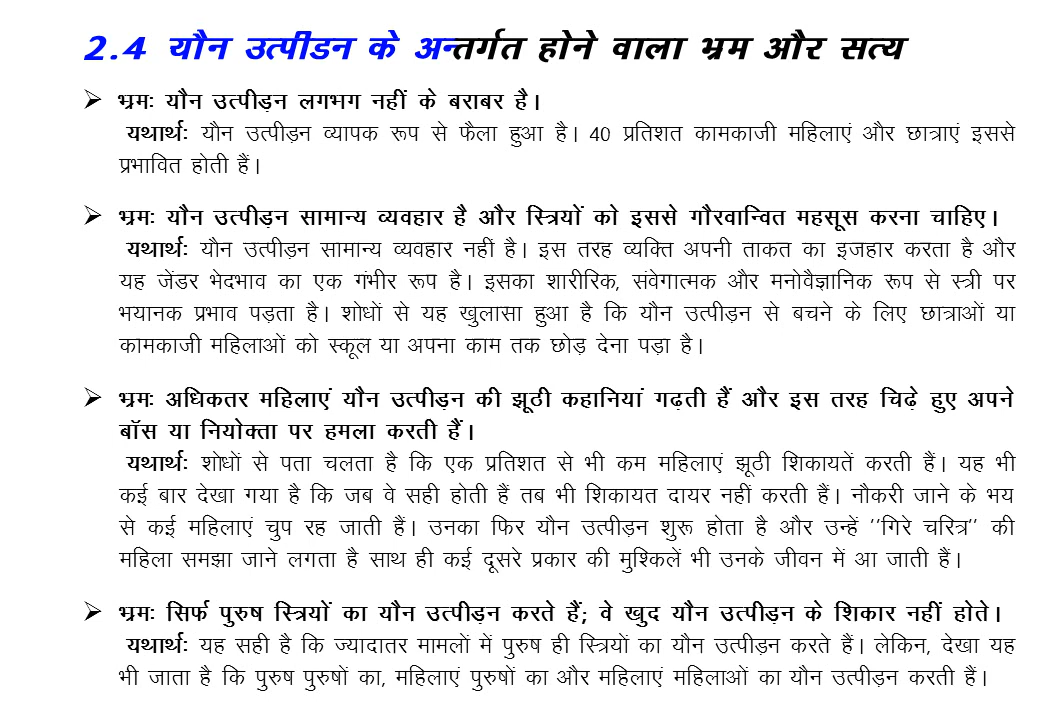 2.4 यौन उत्पीडन के अन्तर्गत होने वाला भ्रम और सत्य
➢ भ्रमः यौन उत्पीड़न लगभग नहीं के बराबर है।
यथार्थः यौन उत्पीड़न व्यापक रूप से फैला हुआ है। 40 प्रतिशत कामकाजी महिलाएं और छात्राएं इससे
प्रभावित होती हैं।
➢ भ्रमः यौन उत्पीड़न सामान्य व्यवहार है और स्त्रियों को इससे गौरवान्वित महसूस करना चाहिए।
यथार्थः यौन उत्पीड़न सामान्य व्यवहार नहीं है। इस तरह व्यक्ति अपनी ताकत का इजहार करता है और
यह जेंडर भेदभाव का एक गंभीर रूप है। इसका शारीरिक, संवेगात्मक और मनोवैज्ञानिक रूप से स्त्री पर
भयानक प्रभाव पड़ता है। शोधों से यह खुलासा हुआ है कि यौन उत्पीड़न से बचने के लिए छात्राओं या
कामकाजी महिलाओं को स्कूल या अपना काम तक छोड़ देना पड़ा है।
➢ भ्रमः अधिकतर महिलाएं यौन उत्पीड़न की झूठी कहानियां गढ़ती हैं और इस तरह चिढ़े हुए अपने
बॉस या नियोक्ता पर हमला करती हैं।
यथार्थः शोधों से पता चलता है कि एक प्रतिशत से भी कम महिलाएं झूठी शिकायतें करती हैं। यह भी
कई बार देखा गया है कि जब वे सही होती हैं तब भी शिकायत दायर नहीं करती हैं। नौकरी जाने के भय
से कई महिलाएं चुप रह जाती हैं। उनका फिर यौन उत्पीड़न शुरू होता है और उन्हें ''गिरे चरित्र'' की
महिला समझा जाने लगता है साथ ही कई दूसरे प्रकार की मुश्किलें भी उनके जीवन में आ जाती हैं।
➢ भ्रमः सिर्फ पुरुष स्त्रियों का यौन उत्पीड़न करते हैं; वे खुद यौन उत्पीड़न के शिकार नहीं होते।
यथार्थः यह सही है कि ज्यादातर मामलों में पुरुष ही स्त्रियों का यौन उत्पीड़न करते हैं। लेकिन, देखा यह
भी जाता है कि पुरुष पुरुषों का, महिलाएं पुरुषों का और महिलाएं महिलाओं का यौन उत्पीड़न करती हैं।